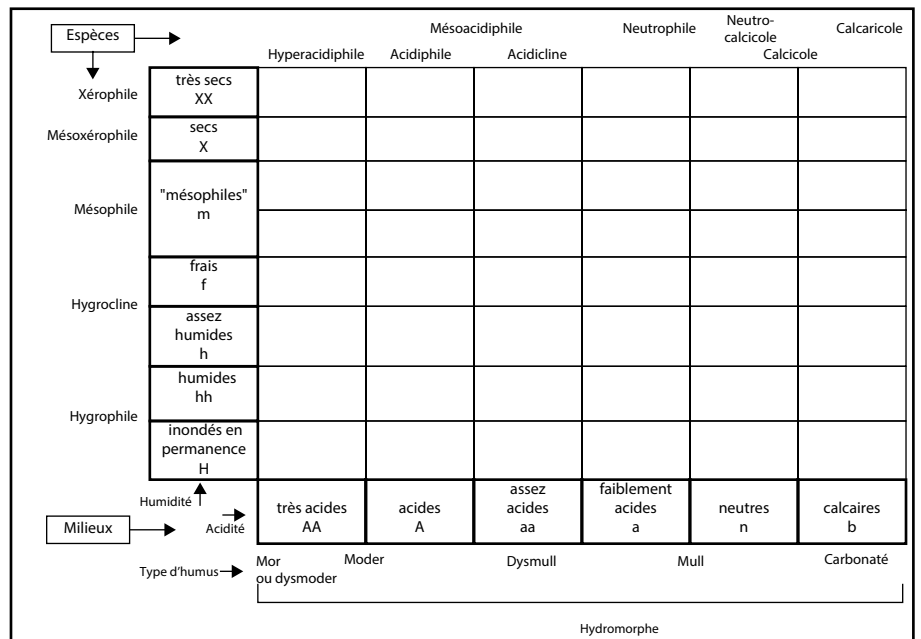 Espèces
Mésoacidiphile
Neutrophile
Neutro-
calcicole
Calcaricole
Hyperacidiphile
Acidiphile
Acidicline
Calcicole
Xérophile
très secs
XX
Mésoxérophile
secs
X
Mésophile
"mésophiles"
m
Hygrocline
frais
f
assez
humides
h
Hygrophile
humides
hh
inondés en
permanence
H
Humidité
Milieux
Acidité
très acides
AA
acides
A
assez
acides
aa
faiblement
acides
a
neutres
n
calcaires
b
Type d'humus
Mor
ou dysmoder
Moder
Dysmull
Mull
Carbonaté
Hydromorphe